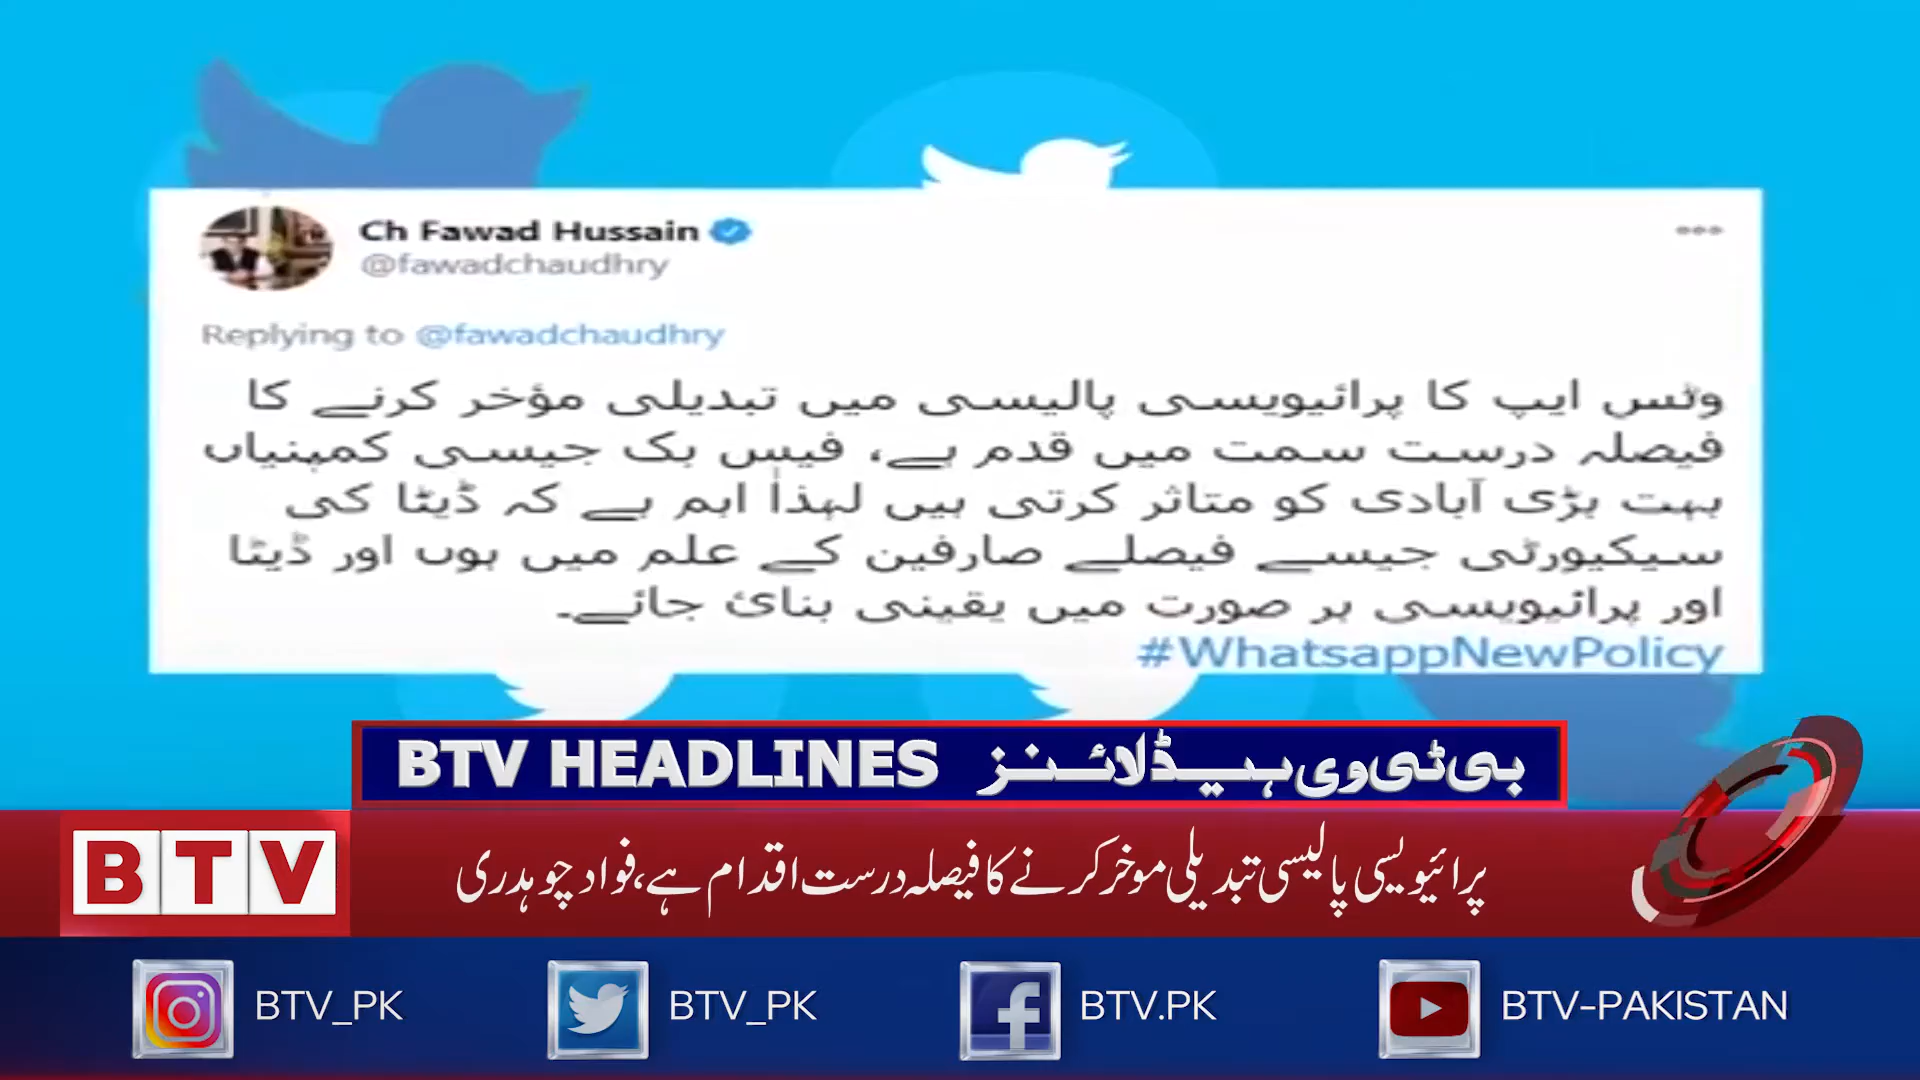 Ch Fawad Hussain
@fawadchaudhry
Replying to @fawadchaudhry
وٹس ایپ کا پرائیویسی پالیسی میں تبدیلی مؤخر کرنے کا
فیصلہ درست سمت میں قدم ہے، فیس بک جیسی کمپنیاں
بہت بڑی آبادی کو متاثر کرتی ہیں لہذاٰ اہم ہے کہ ڈیٹا کی
سیکیورٹی جیسے فیصلے صارفین کے علم میں ہوں اور ڈیٹا
اور پرائیویسی ہر صورت میں یقینی بنائ جائے۔
#WhatsappNewPolicy
BTV HEADLINES بی ٹی وی ہیڈلائنز
BTV
پرائیویسی پالیسی تبدیلی موخر کرنے کا فیصلہ درست اقدام ہے، فواد چوہدری
BTV_PK
BTV_PK
BTV.PK
BTV-PAKISTAN